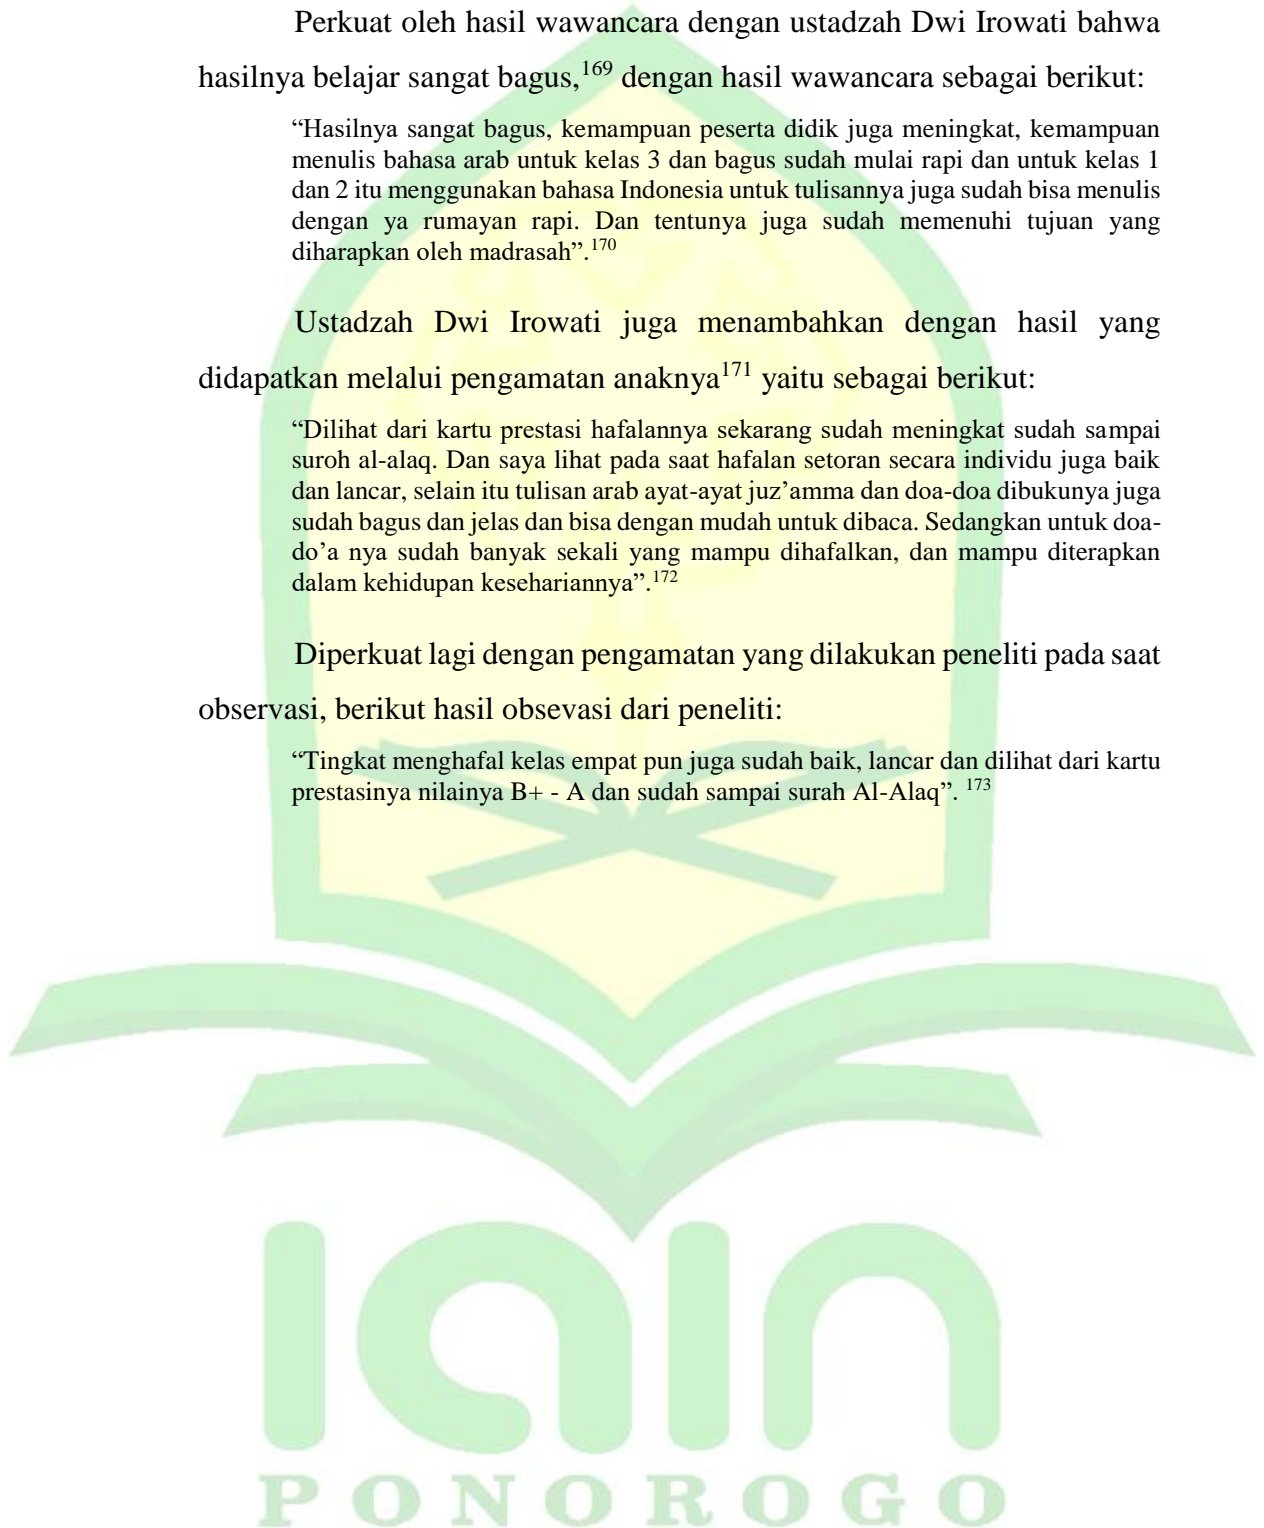 Perkuat oleh hasil wawancara dengan ustadzah Dwi Irowati bahwa
hasilnya belajar sangat bagus,169 dengan hasil wawancara sebagai berikut:
“Hasilnya sangat bagus, kemampuan peserta didik juga meningkat, kemampuan
menulis bahasa arab untuk kelas 3 dan bagus sudah mulai rapi dan untuk kelas 1
dan 2 itu menggunakan bahasa Indonesia untuk tulisannya juga sudah bisa menulis
dengan ya rumayan rapi. Dan tentunya juga sudah memenuhi tujuan yang
diharapkan oleh madrasah”.170
Ustadzah Dwi Irowati juga menambahkan dengan hasil yang
didapatkan melalui pengamatan anaknya171 yaitu sebagai berikut:
“Dilihat dari kartu prestasi hafalannya sekarang sudah meningkat sudah sampai
suroh al-alaq. Dan saya lihat pada saat hafalan setoran secara individu juga baik
dan lancar, selain itu tulisan arab ayat-ayat juz’amma dan doa-doa dibukunya juga
sudah bagus dan jelas dan bisa dengan mudah untuk dibaca. Sedangkan untuk doa-
do’a nya sudah banyak sekali yang mampu dihafalkan, dan mampu diterapkan
dalam kehidupan kesehariannya”.172
Diperkuat lagi dengan pengamatan yang dilakukan peneliti pada saat
observasi, berikut hasil obsevasi dari peneliti:
“Tingkat menghafal kelas empat pun juga sudah baik, lancar dan dilihat dari kartu
prestasinya nilainya B+ - A dan sudah sampai surah Al-Alaq”. 173
iain
PONOROGO